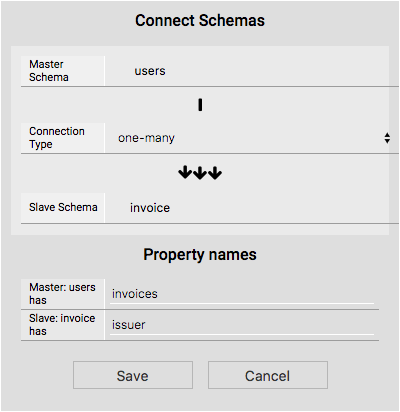 Connect Schemas
Master
Schema
users
Connection
Type
one-many
Slave Schema
invoice
Property names
Master: users
has
invoices
Slave: invoice
has
issuer
Save
Cancel